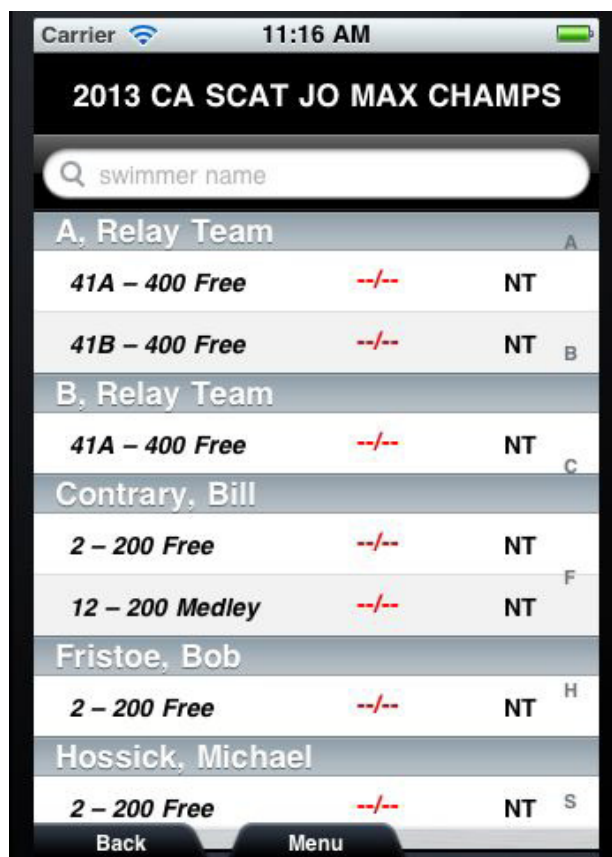 Carrier 11:16 AM
2013 CA SCAT JO MAX CHAMPS
swimmer name
A, Relay Team
A
41A – 400 Free --/-- NT
41B – 400 Free --/-- NT
B
B, Relay Team
41A – 400 Free --/-- NT
C
Contrary, Bill
2 – 200 Free --/-- NT
F
12 – 200 Medley --/-- NT
Fristoe, Bob
2 – 200 Free --/-- NT
H
Hossick, Michael
2 – 200 Free --/-- NT
S
Back Menu